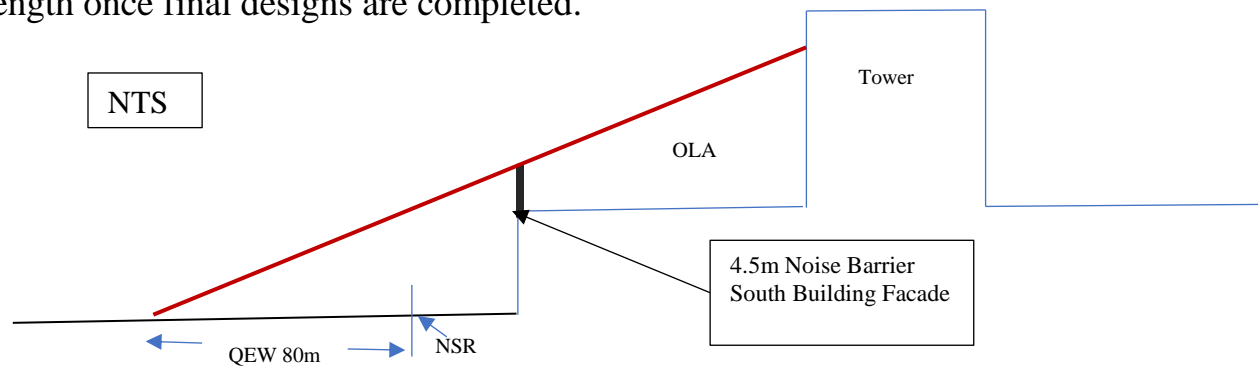 ength once final designs are completed.
NTS
Tower
OLA
4.5m Noise Barrier
South Building Facade
QEW 80m
NSR